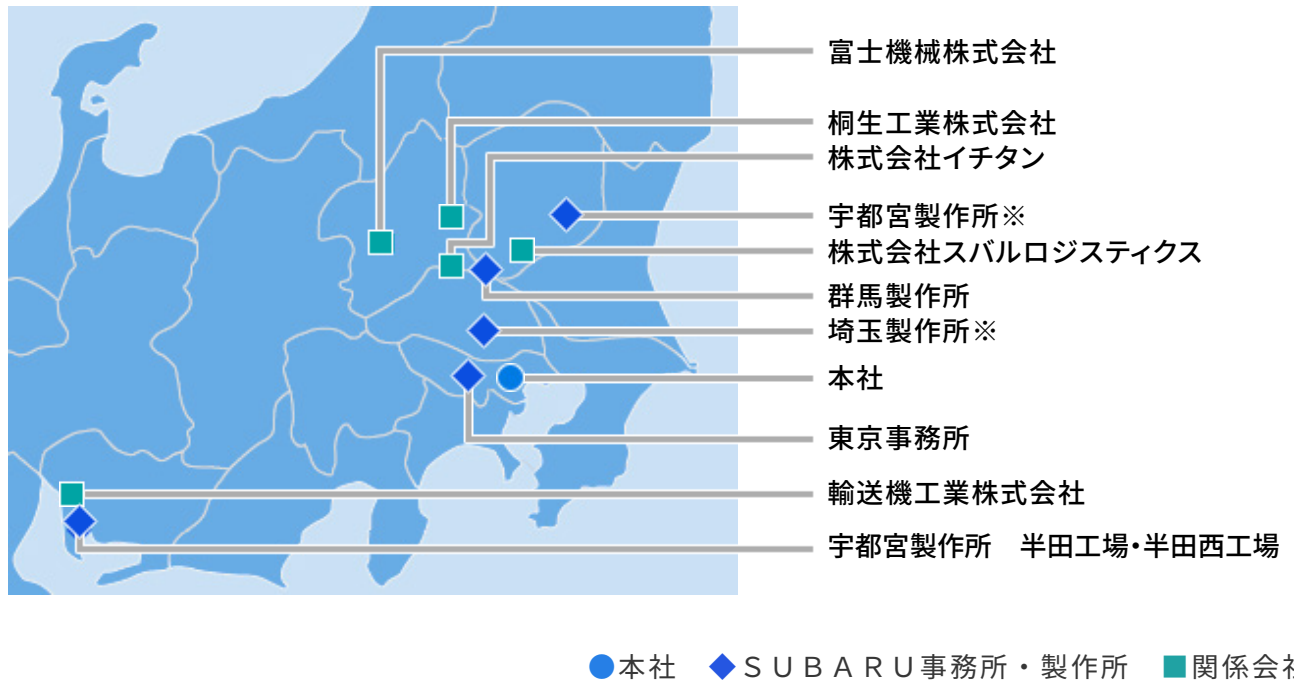 富士機械株式会社
桐生工業株式会社
株式会社イチタン
宇都宮製作所※
株式会社スバルロジスティクス
群馬製作所
埼玉製作所※
本社
東京事務所
輸送機工業株式会社
宇都宮製作所　半田工場・半田西工場
●本社　◆ＳＵＢＡＲＵ事務所・製作所　■関係会社